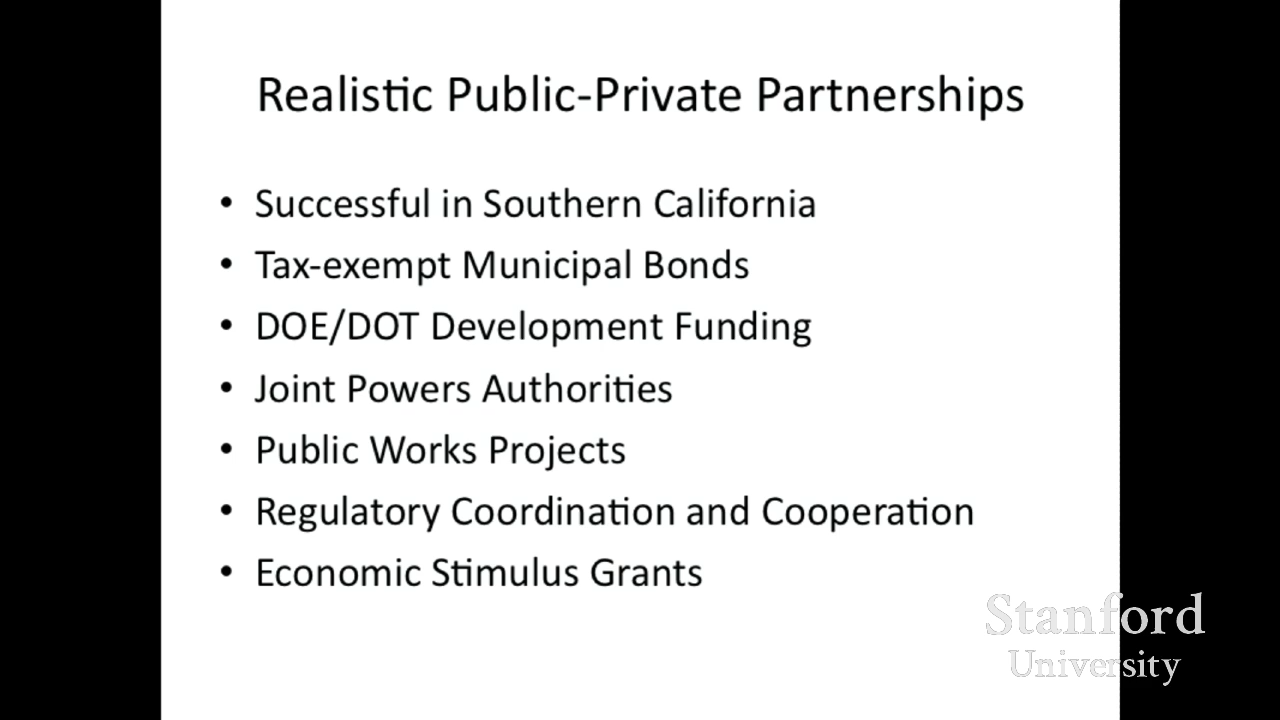 Realistic Public-Private Partnerships
• Successful in Southern California
• Tax-exempt Municipal Bonds
• DOE/DOT Development Funding
• Joint Powers Authorities
• Public Works Projects
• Regulatory Coordination and Cooperation
• Economic Stimulus Grants
Stanford
University